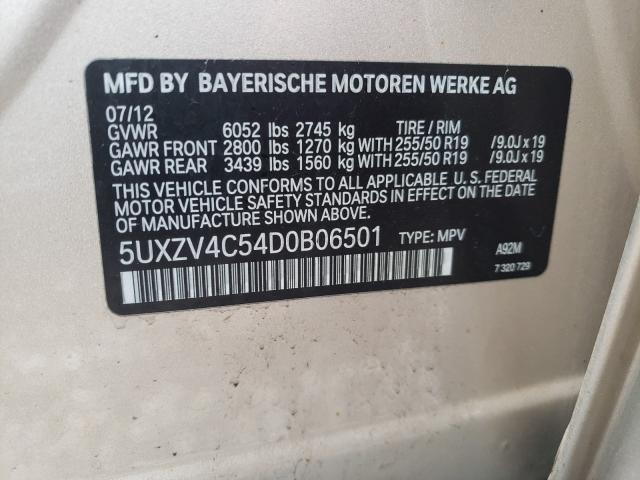 MFD BY BAYERISCHE MOTOREN WERKE AG
07/12
GVWR 6052 lbs 2745 kg TIRE / RIM
GAWR FRONT 2800 lbs 1270 kg WITH 255/50 R19 /9.0J x 19
GAWR REAR 3439 lbs 1560 kg WITH 255/50 R19 /9.0J x 19
THIS VEHICLE CONFORMS TO ALL APPLICABLE U. S. FEDERAL
MOTOR VEHICLE SAFETY STANDARDS IN EFFECT ON THE DATE
OF MANUFACTURE SHOWN ABOVE.
5UXZV4C54D0B06501 TYPE: MPV A92M
7 320 729